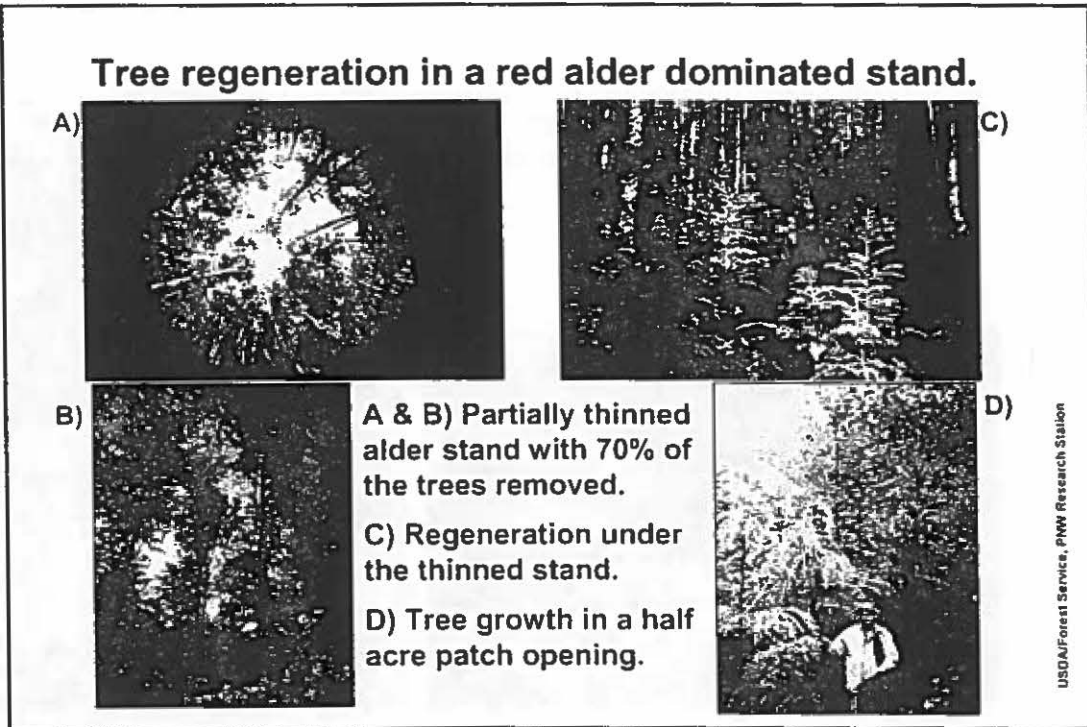 Tree regeneration in a red alder dominated stand.
A)
C)
B)
A & B) Partially thinned
alder stand with 70% of
the trees removed.
C) Regeneration under
the thinned stand.
D) Tree growth in a half
acre patch opening.
D)
USDA/Forest Service, PNW Research Station